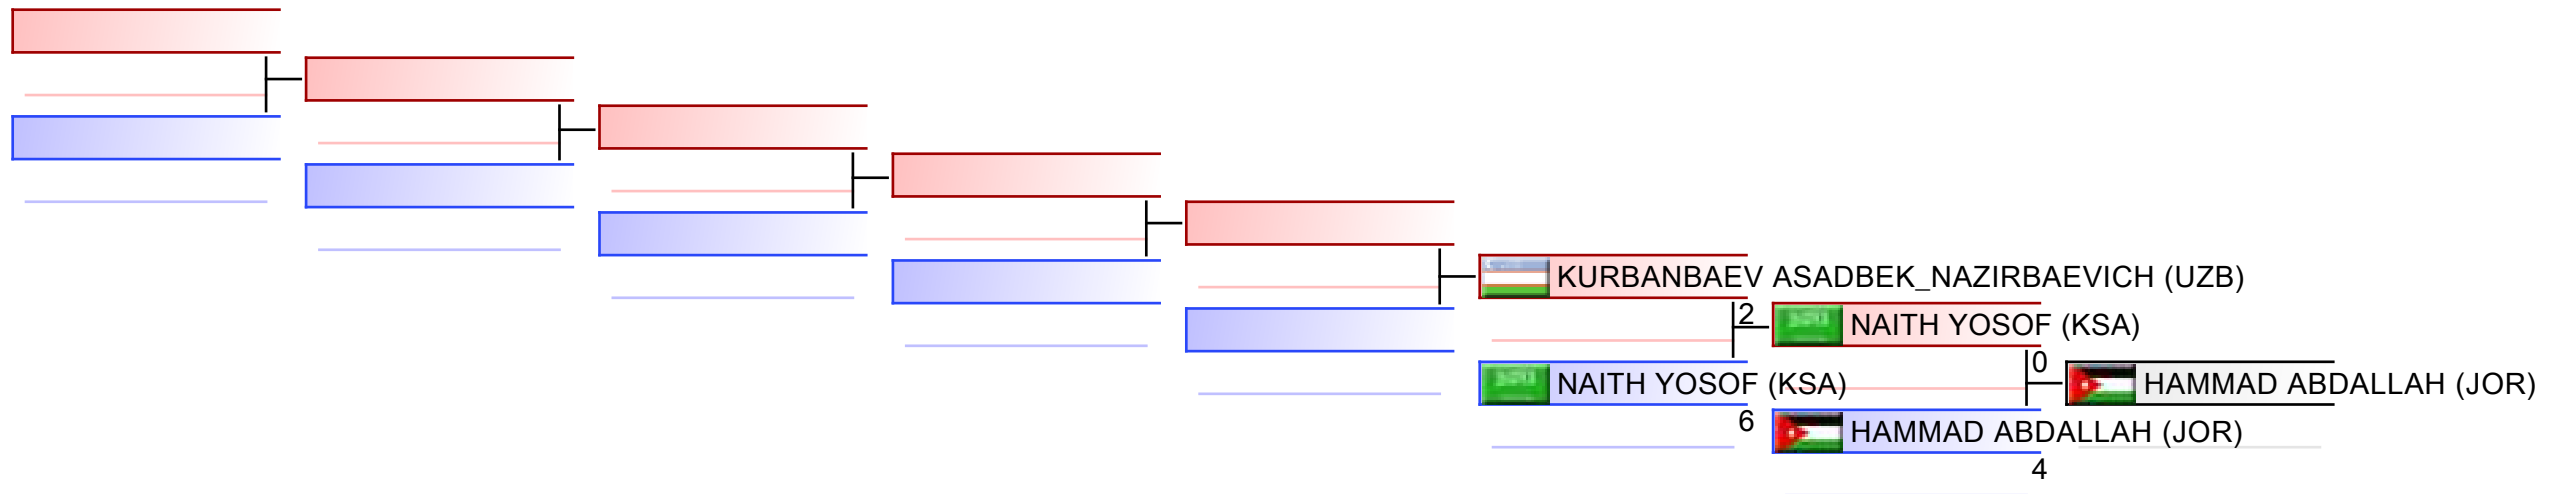 KURBANBAEV ASADBEK_NAZIRBAEVICH (UZB)
2
NAITH YOSOF (KSA)
0
NAITH YOSOF (KSA)
HAMMAD ABDALLAH (JOR)
6
HAMMAD ABDALLAH (JOR)
4